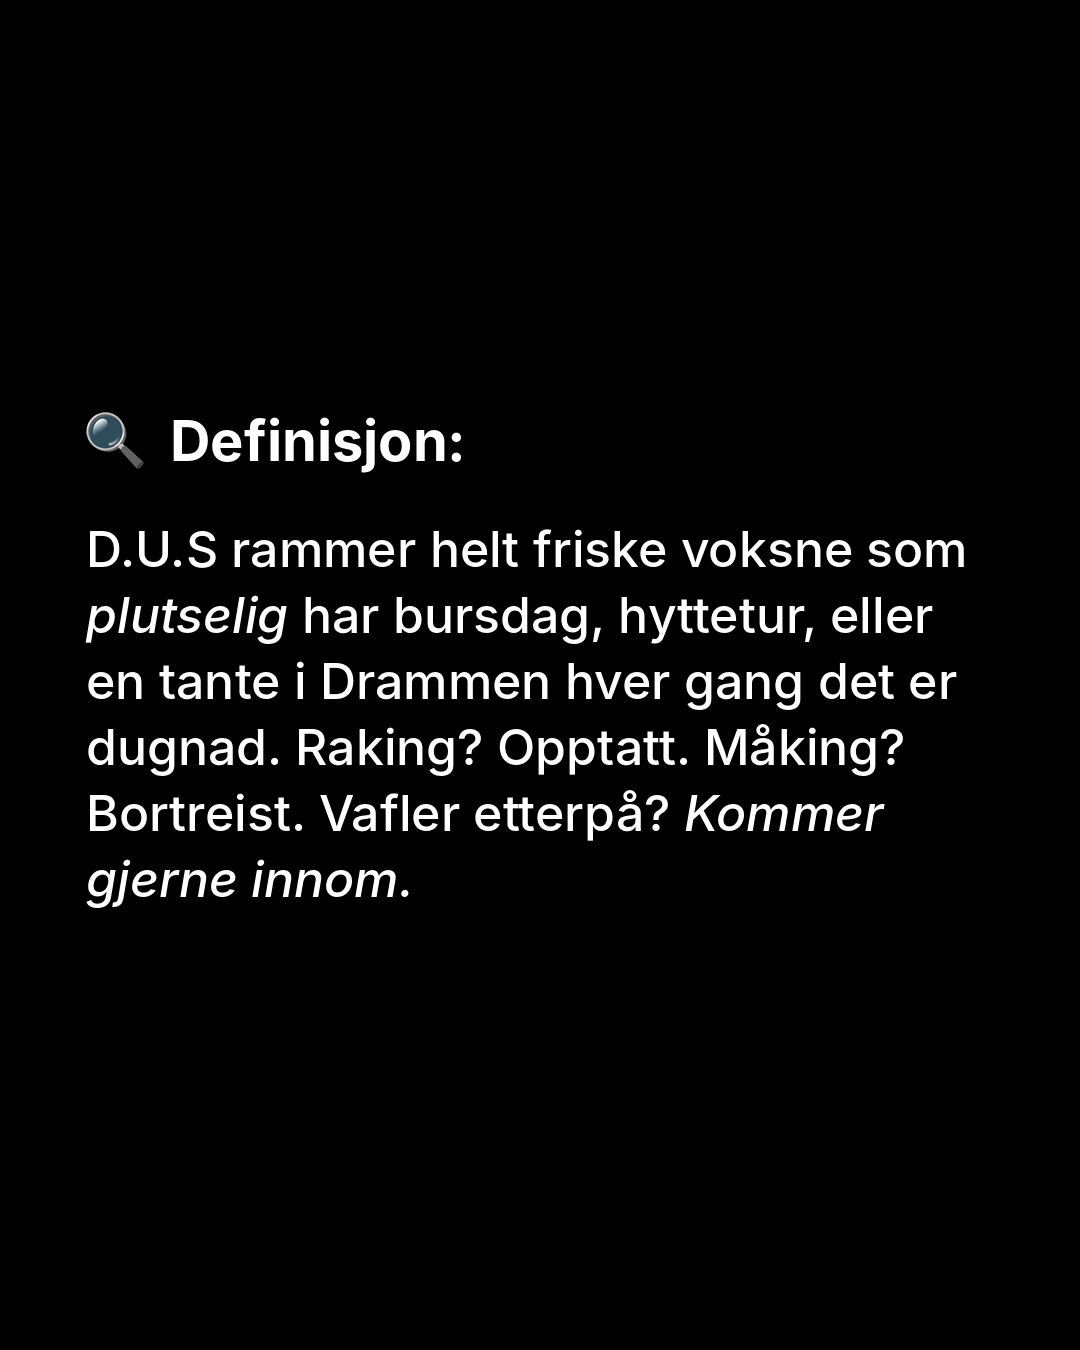 🔍 Definisjon:
D.U.S rammer helt friske voksne som
plutselig har bursdag, hyttetur, eller
en tante i Drammen hver gang det er
dugnad. Raking? Opptatt. Måking?
Bortreist. Vafler etterpå? Kommer
gjerne innom.